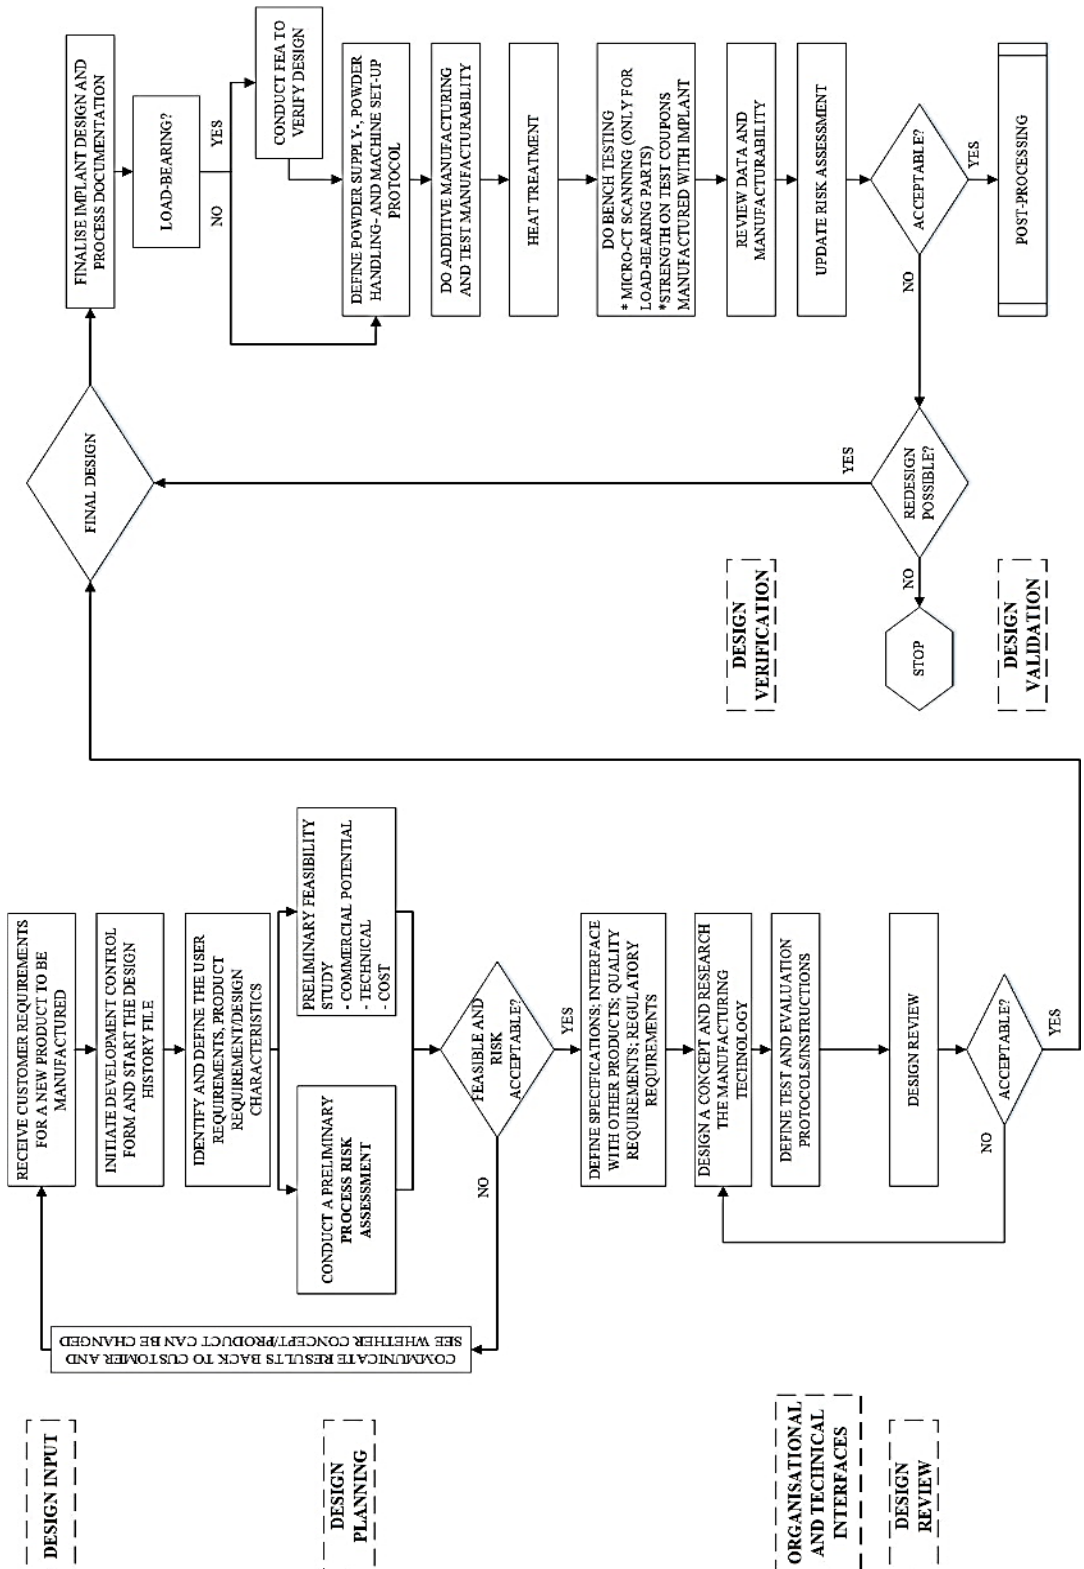 DESIGN INPUT
RECEIVE CUSTOMER REQUIREMENTS
FOR A NEW PRODUCT TO BE
MANUFACTURED
INITIATE DEVELOPMENT CONTROL
FORM AND START THE DESIGN
HISTORY FILE
IDENTIFY AND DEFINE THE USER
REQUIREMENTS, PRODUCT
REQUIREMENT/DESIGN
CHARACTERISTICS
COMMUNICATE RESULTS BACK TO CUSTOMER AND
SEE WHETHER CONCEPT/PRODUCT CAN BE CHANGED
DESIGN
PLANNING
CONDUCT A PRELIMINARY
PROCESS RISK
ASSESSMENT
PRELIMINARY FEASIBILITY
STUDY
- COMMERCIAL POTENTIAL
- TECHNICAL
- COST
FEASIBLE AND
RISK
ACCEPTABLE?
NO
YES
DEFINE SPECIFICATIONS; INTERFACE
WITH OTHER PRODUCTS; QUALITY
REQUIREMENTS; REGULATORY
REQUIREMENTS
DESIGN A CONCEPT AND RESEARCH
THE MANUFACTURING
TECHNOLOGY
ORGANISATIONAL
AND TECHNICAL
INTERFACES
DEFINE TEST AND EVALUATION
PROTOCOLS/INSTRUCTIONS
DESIGN
REVIEW
DESIGN REVIEW
ACCEPTABLE?
NO
YES
FINAL DESIGN
FINALISE IMPLANT DESIGN AND
PROCESS DOCUMENTATION
LOAD-BEARING?
NO
YES
CONDUCT FEA TO
VERIFY DESIGN
DEFINE POWDER SUPPLY-, POWDER
HANDLING- AND MACHINE SET-UP
PROTOCOL
DO ADDITIVE MANUFACTURING
AND TEST MANUFACTURABILITY
HEAT TREATMENT
DO BENCH TESTING
* MICRO-CT SCANNING (ONLY FOR
LOAD-BEARING PARTS)
*STRENGTH ON TEST COUPONS
MANUFACTURED WITH IMPLANT
DESIGN
VERIFICATION
REVIEW DATA AND
MANUFACTURABILITY
UPDATE RISK ASSESSMENT
ACCEPTABLE?
NO
YES
REDESIGN
POSSIBLE?
YES
NO
STOP
DESIGN
VALIDATION
POST-PROCESSING